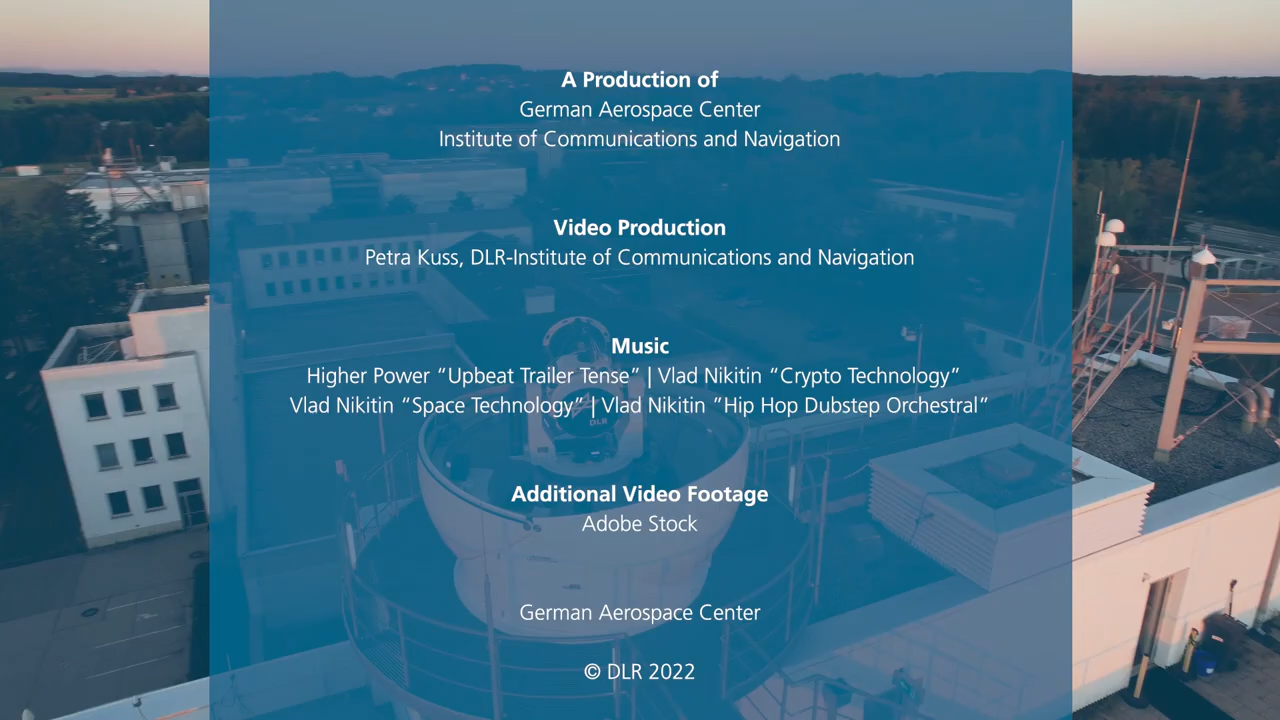 A Production of
German Aerospace Center
Institute of Communications and Navigation
Video Production
Petra Kuss, DLR-Institute of Communications and Navigation
Music
Higher Power “Upbeat Trailer Tense” | Vlad Nikitin “Crypto Technology”
Vlad Nikitin “Space Technology” | Vlad Nikitin ”Hip Hop Dubstep Orchestral”
DLR
Additional Video Footage
Adobe Stock
German Aerospace Center
© DLR 2022